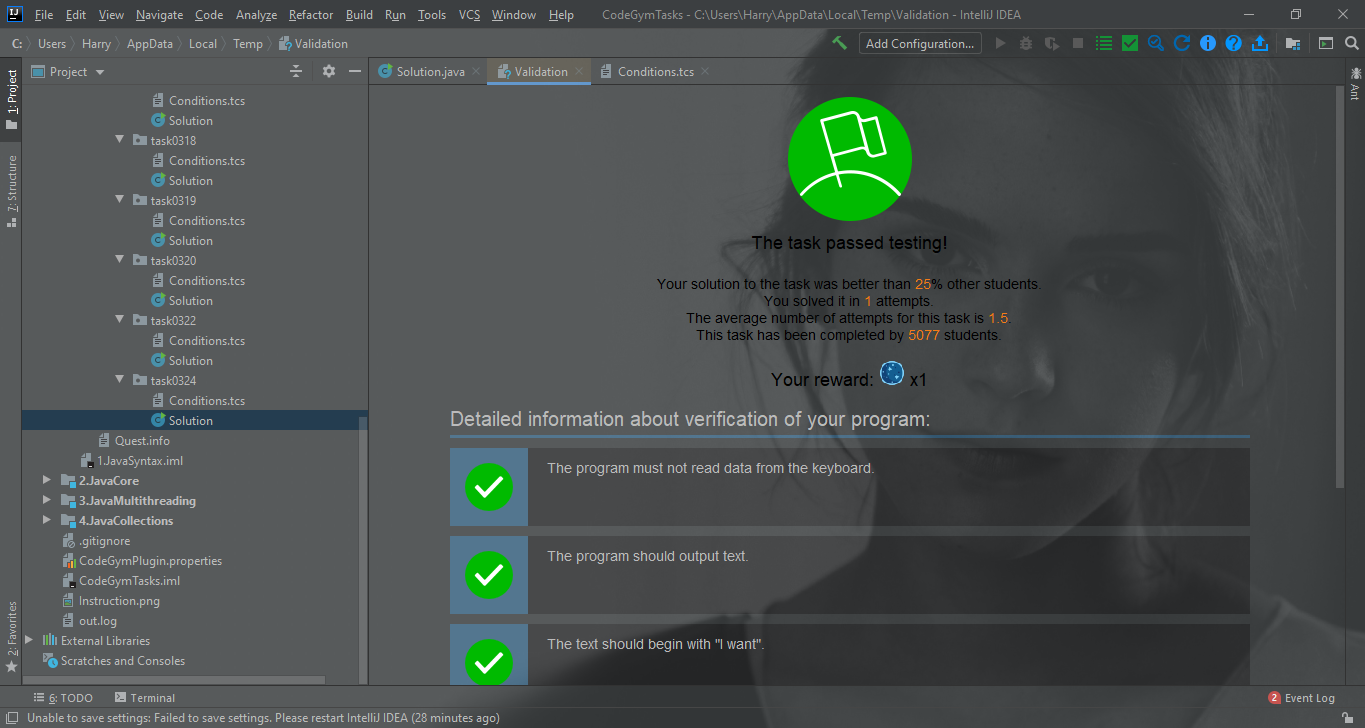 IJ File Edit View Navigate Code Analyze Refactor Build Run Tools VCS Window Help CodeGymTasks - C:\Users\Harry\AppData\Local\Temp\Validation - IntelliJ IDEA
C: Users Harry AppData Local Temp Validation Add Configuration...
1: Project
7: Structure
2: Favorites
Project
Conditions.tcs
Solution
task0318
Conditions.tcs
Solution
task0319
Conditions.tcs
Solution
task0320
Conditions.tcs
Solution
task0322
Conditions.tcs
Solution
task0324
Conditions.tcs
Solution
Quest.info
1.JavaSyntax.iml
2.JavaCore
3.JavaMultithreading
4.JavaCollections
.gitignore
CodeGymPlugin.properties
CodeGymTasks.iml
Instruction.png
out.log
External Libraries
Scratches and Consoles
Solution.java Validation Conditions.tcs
The task passed testing!
Your solution to the task was better than 25% other students.
You solved it in 1 attempts.
The average number of attempts for this task is 1.5.
This task has been completed by 5077 students.
Your reward: x1
Detailed information about verification of your program:
The program must not read data from the keyboard.
The program should output text.
The text should begin with "I want".
Ant
6: TODO Terminal 2 Event Log
Unable to save settings: Failed to save settings. Please restart IntelliJ IDEA (28 minutes ago)